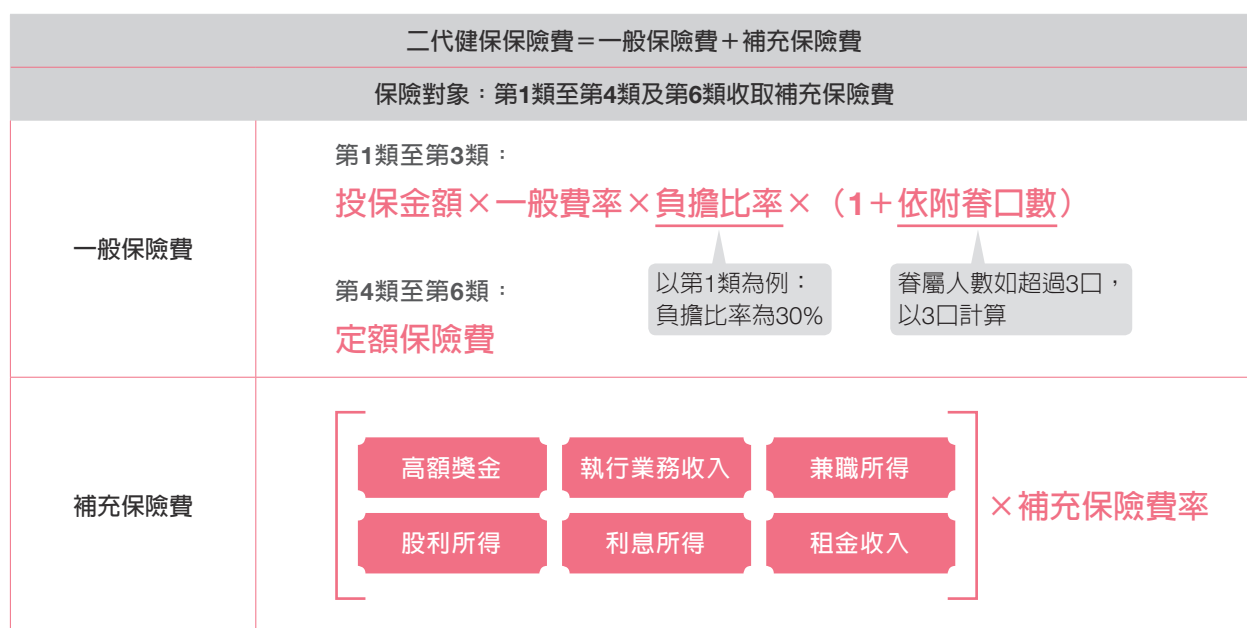 二代健保保險費＝一般保險費＋補充保險費
保險對象：第1類至第4類及第6類收取補充保險費
一般保險費
第1類至第3類：
投保金額×一般費率×負擔比率×（1＋依附眷口數）
以第1類為例：
負擔比率為30%
眷屬人數如超過3口，
以3口計算
第4類至第6類：
定額保險費
補充保險費
高額獎金 執行業務收入 兼職所得
股利所得 利息所得 租金收入
×補充保險費率